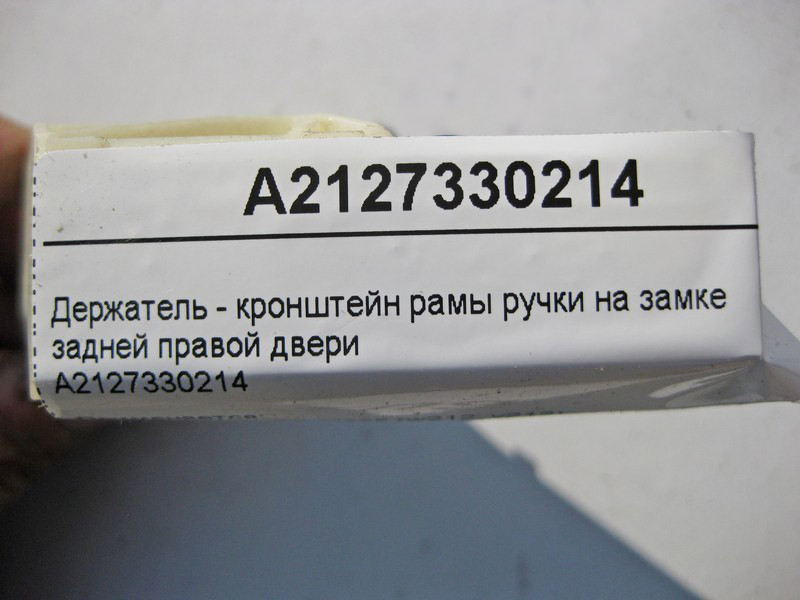 A2127330214
Держатель - кронштейн рамы ручки на замке
задней правой двери
A2127330214